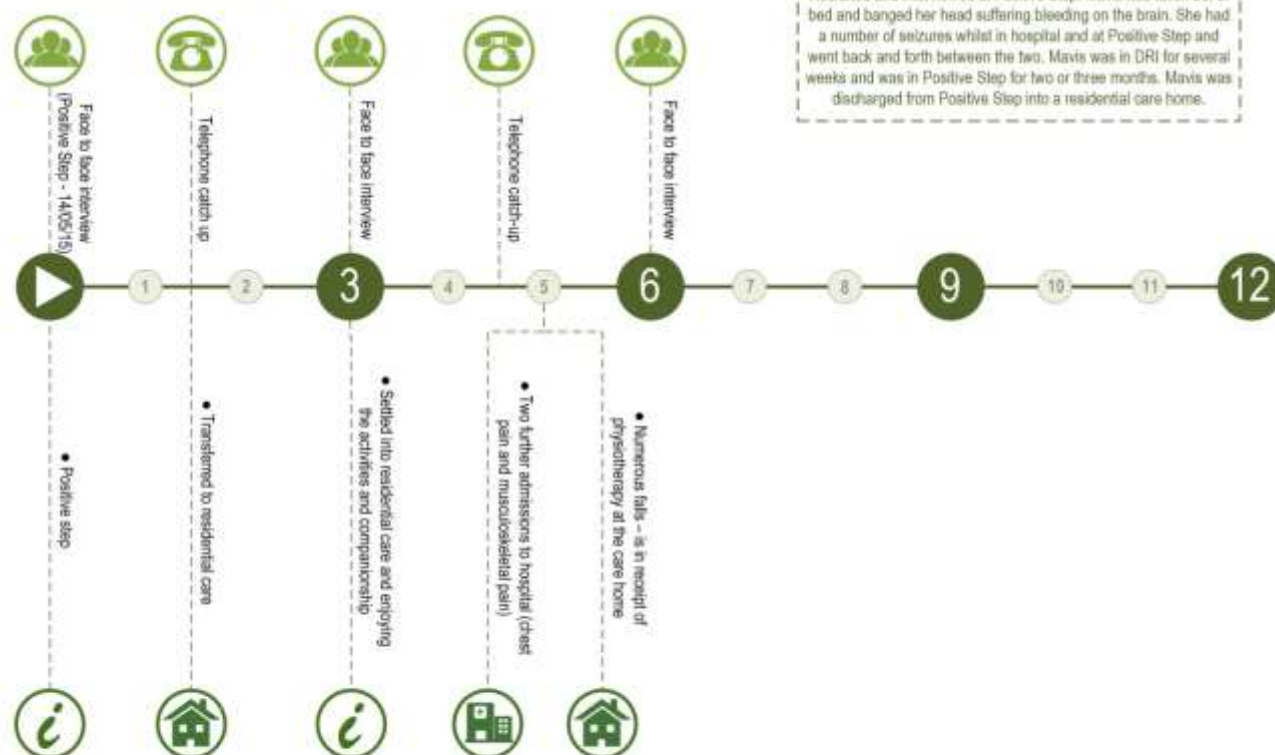 bed and banged her head suffering bleeding on the brain. She had
a number of seizures whilst in hospital and at Positive Step and
went back and forth between the two. Mavis was in DRI for several
weeks and was in Positive Step for two or three months. Mavis was
discharged from Positive Step into a residential care home.
Face to face interview
(Positive Step - 14/05/15)
Telephone catch up
Face to face interview
Telephone catch-up
Face to face interview
1 2 3 4 5 6 7 8 9 10 11 12
• Positive step
• Transferred to residential care
• Settled into residential care and enjoying
the activities and companionship
• Two further admissions to hospital (chest
pain and musculoskeletal pain)
• Numerous falls – is in receipt of
physiotherapy at the care home
i
i